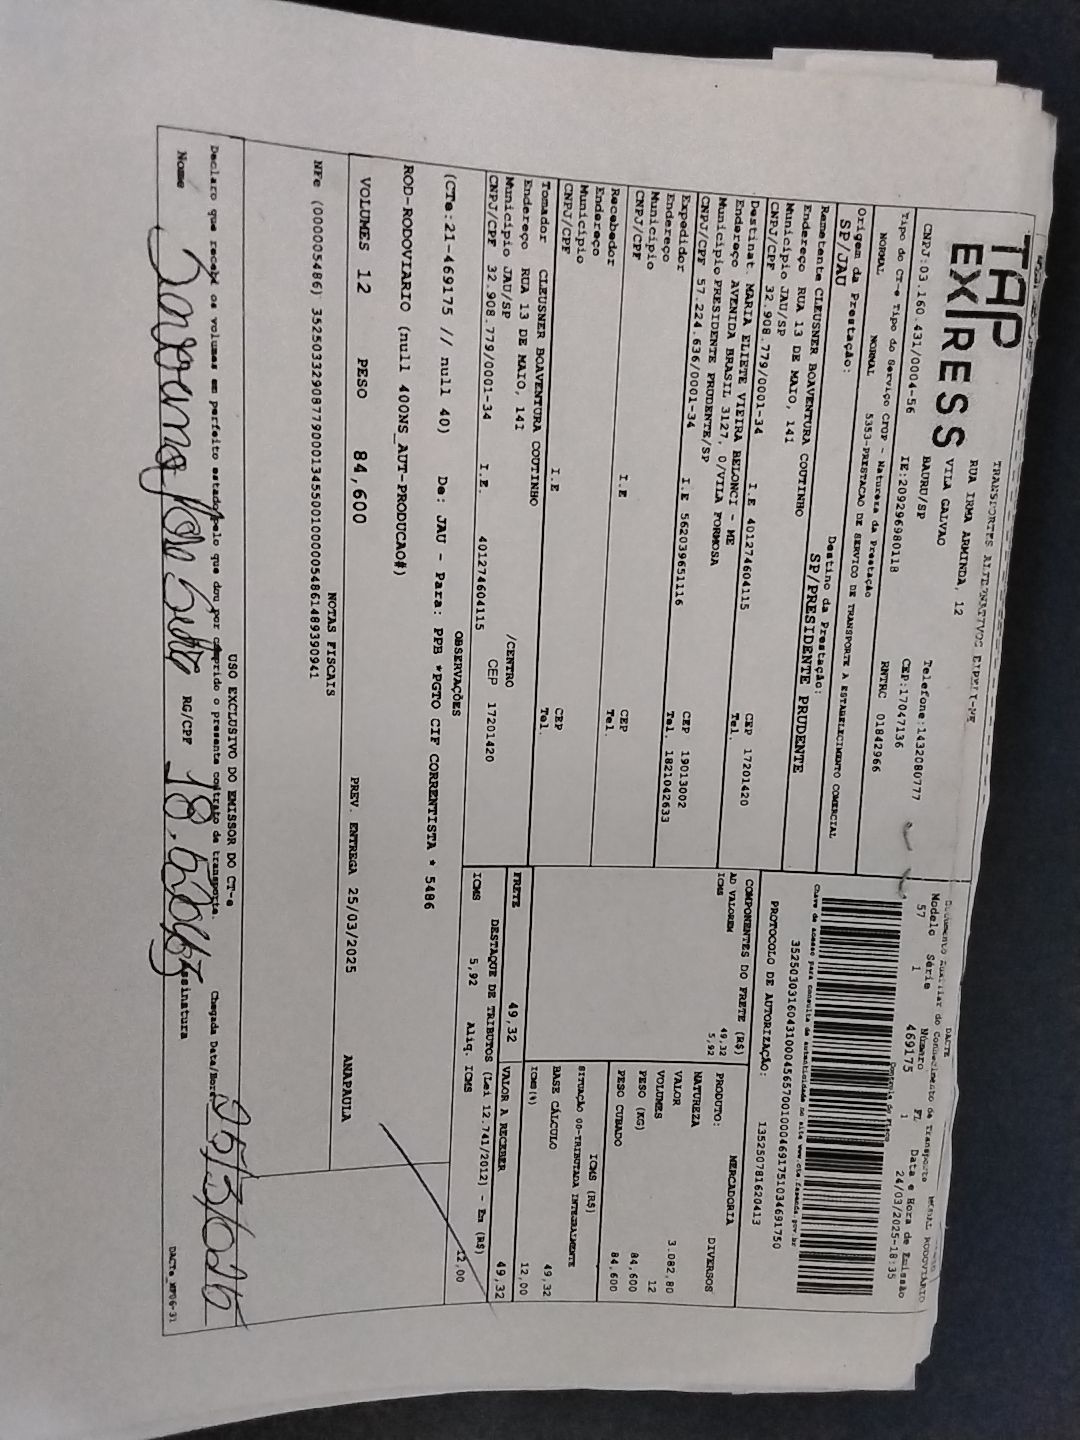 TAP
EXPRESS
TRANSPORTES ALTERNATIVOS
RUA IRMA ARMINDA, 12
VILA GALVAO
BAURU/SP
Telefone:1432080777
CEP:17047136
CNPJ:03.160.431/0004-56
IE:209296980118
RNTRC 01842966
Tipo do CT-e Tipo do Serviço CFOP - Natureza da Prestação
NORMAL NORMAL 5353-PRESTACAO DE SERVICO DE TRANSPORTE A ESTABELECIMENTO COMERCIAL
Origem da Prestação:
SP/JAU
Destino da Prestação:
SP/PRESIDENTE PRUDENTE
DACTE
Documento Auxiliar do Conhecimento de Transporte
MODAL RODOVIÁRIO
Modelo Série Número FL Data e Hora de Emissão
57 1 469175 1 24/03/2025-18:35
Controle do Fisco
Chave de acesso para consulta de autenticidade no site www.cte.fazenda.gov.br
35250303160431000456570010004691751034691750
PROTOCOLO DE AUTORIZAÇÃO: 135250781620413
Remetente CLEUSNER BOAVENTURA COUTINHO
Endereço RUA 13 DE MAIO, 141
Município JAU/SP
CNPJ/CPF 32.908.779/0001-34 I.E 401274604115 CEP 17201420
Tel.
Destinat. MARIA ELIETE VIEIRA BELONCI - ME
Endereço AVENIDA BRASIL 3127, 0/VILA FORMOSA
Município PRESIDENTE PRUDENTE/SP
CEP 19013002
CNPJ/CPF 57.224.636/0001-34 I.E 562039651116 Tel. 1821042633
Expedidor
Endereço
Município CEP
CNPJ/CPF I.E Tel.
Recebedor
Endereço
Município CEP
CNPJ/CPF I.E Tel.
Tomador CLEUSNER BOAVENTURA COUTINHO
Endereço RUA 13 DE MAIO, 141 /CENTRO
Município JAU/SP CEP 17201420
CNPJ/CPF 32.908.779/0001-34 I.E. 401274604115
COMPONENTES DO FRETE (R$)
AD VALOREM 49,32
ICMS 5,92
PRODUTO: MERCADORIA
NATUREZA DIVERSOS
VALOR 3.082,80
VOLUMES 12
PESO (KG) 84,600
PESO CUBADO 84,600
ICMS (R$)
SITUAÇÃO 00-TRIBUTADA INTEGRALMENTE
BASE CÁLCULO 49,32
ICMS(%) 12,00
FRETE 49,32
VALOR A RECEBER 49,32
DESTAQUE DE TRIBUTOS (Lei 12.741/2012) - Em (R$)
ICMS 5,92 Aliq. ICMS 12,00
OBSERVAÇÕES
(CTe:21-469175 // null 40) De: JAU - Para: PPB *PGTO CIF CORRENTISTA * 5486
ROD-RODOVIARIO (null 400NS_AUT-PRODUCAO#)
VOLUMES 12 PESO 84,600 PREV. ENTREGA 25/03/2025 ANAPAULA
NOTAS FISCAIS
NFe (000005486) 35250332908779000134550010000054861489390941
USO EXCLUSIVO DO EMISSOR DO CT-e
Declaro que recebi os volumes em perfeito estado pelo que dou por cumprido o presente contrato de transporte.
Chegada Data/Hora 25/3/2025
Nome RG/CPF Assinatura
DACTe_MP06-31